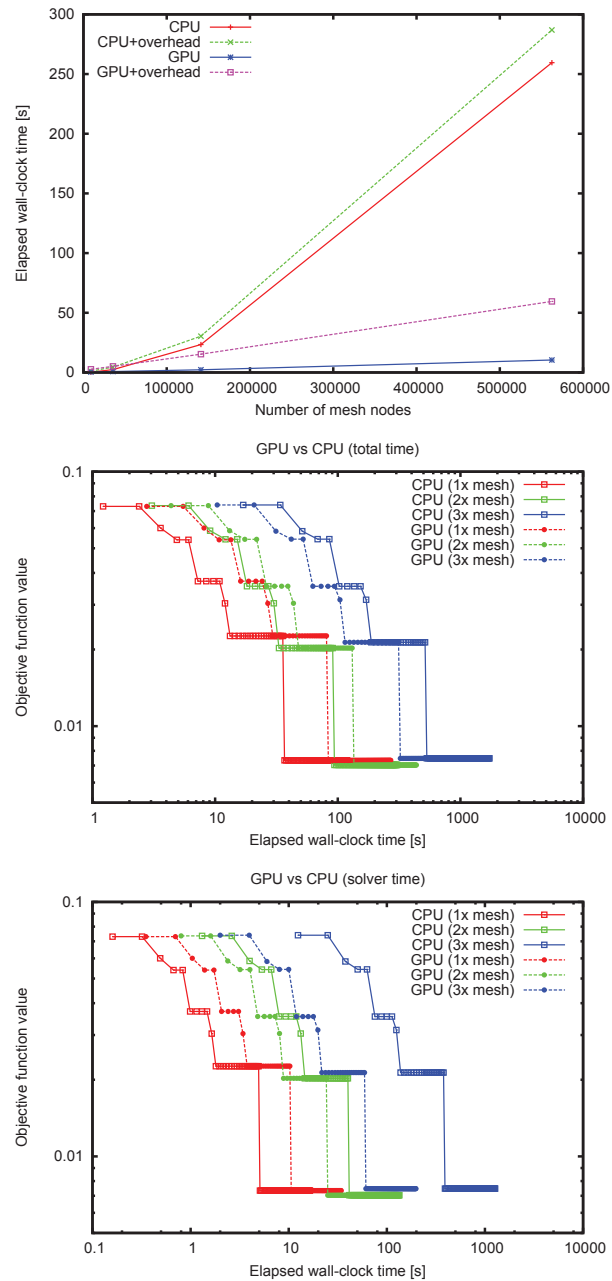 300
250
200
150
100
50
0
Elapsed wall-clock time [s]
CPU
CPU+overhead
GPU
GPU+overhead
0 100000 200000 300000 400000 500000 600000
Number of mesh nodes
GPU vs CPU (total time)
0.1
0.01
Objective function value
CPU (1x mesh)
CPU (2x mesh)
CPU (3x mesh)
GPU (1x mesh)
GPU (2x mesh)
GPU (3x mesh)
1 10 100 1000 10000
Elapsed wall-clock time [s]
GPU vs CPU (solver time)
0.1
0.01
Objective function value
CPU (1x mesh)
CPU (2x mesh)
CPU (3x mesh)
GPU (1x mesh)
GPU (2x mesh)
GPU (3x mesh)
0.1 1 10 100 1000 10000
Elapsed wall-clock time [s]